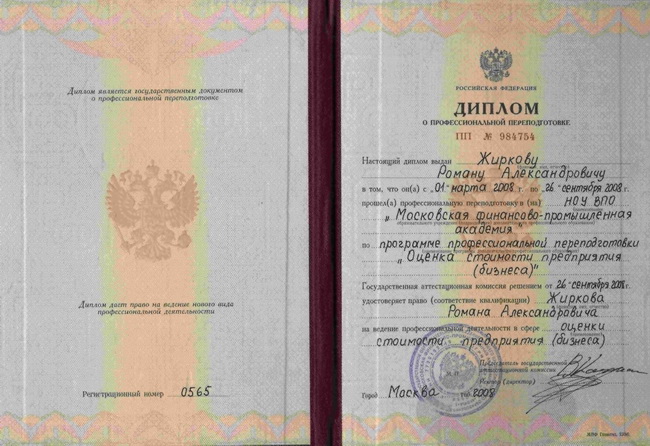 Диплом является государственным документом
о профессиональной переподготовке
Диплом дает право на ведение нового вида
профессиональной деятельности
Регистрационный номер 0565
РОССИЙСКАЯ ФЕДЕРАЦИЯ
ДИПЛОМ
О ПРОФЕССИОНАЛЬНОЙ ПЕРЕПОДГОТОВКЕ
ПП № 984754
Настоящий диплом выдан Жиркову
Роману Александровичу
в том, что он(а) с „01" марта 2008 г. по „26" сентября 2008г.
прошел(а) профессиональную переподготовку в (на) НОУ ВПО
„Московская финансово-промышленная
академия"
по программе профессиональной переподготовки
„Оценка стоимости предприятия
(бизнеса)"
Государственная аттестационная комиссия решением от „26" сентября 2008г.
удостоверяет право (соответствие квалификации) Жиркова
Романа Александровича
на ведение профессиональной деятельности в сфере оценки
стоимости предприятия (бизнеса)
Председатель государственной
аттестационной комиссии
Ректор (директор)
Город Москва 2008